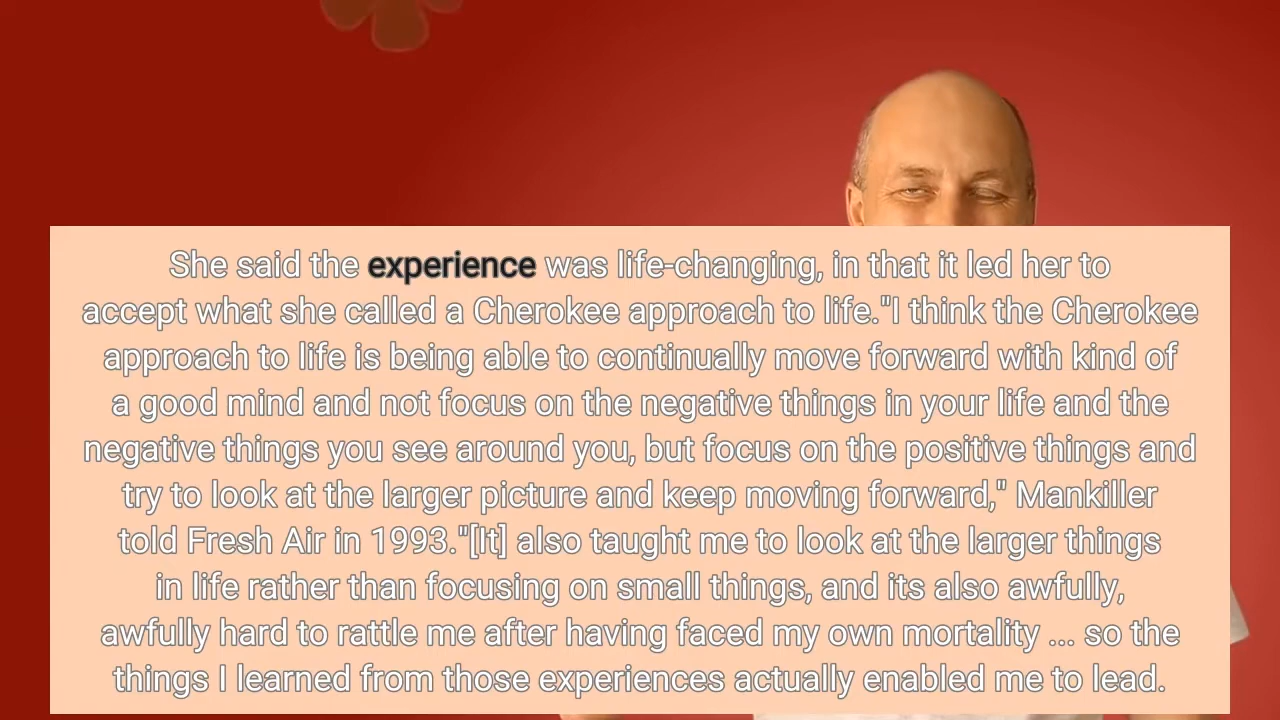 She said the experience was life-changing, in that it led her to
accept what she called a Cherokee approach to life."I think the Cherokee
approach to life is being able to continually move forward with kind of
a good mind and not focus on the negative things in your life and the
negative things you see around you, but focus on the positive things and
try to look at the larger picture and keep moving forward," Mankiller
told Fresh Air in 1993."[It] also taught me to look at the larger things
in life rather than focusing on small things, and its also awfully,
awfully hard to rattle me after having faced my own mortality ... so the
things I learned from those experiences actually enabled me to lead.